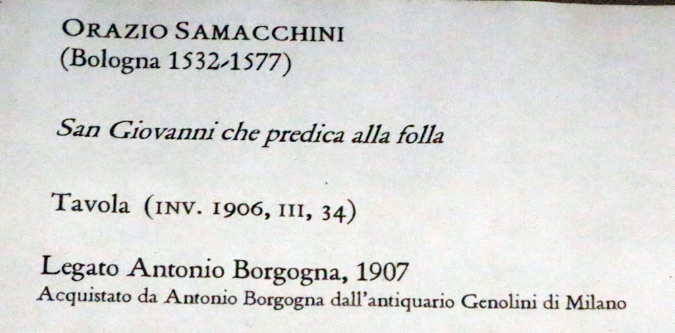 ORAZIO SAMACCHINI
(Bologna 1532-1577)
San Giovanni che predica alla folla
Tavola (INV. 1906, III, 34)
Legato Antonio Borgogna, 1907
Acquistato da Antonio Borgogna dall'antiquario Genolini di Milano